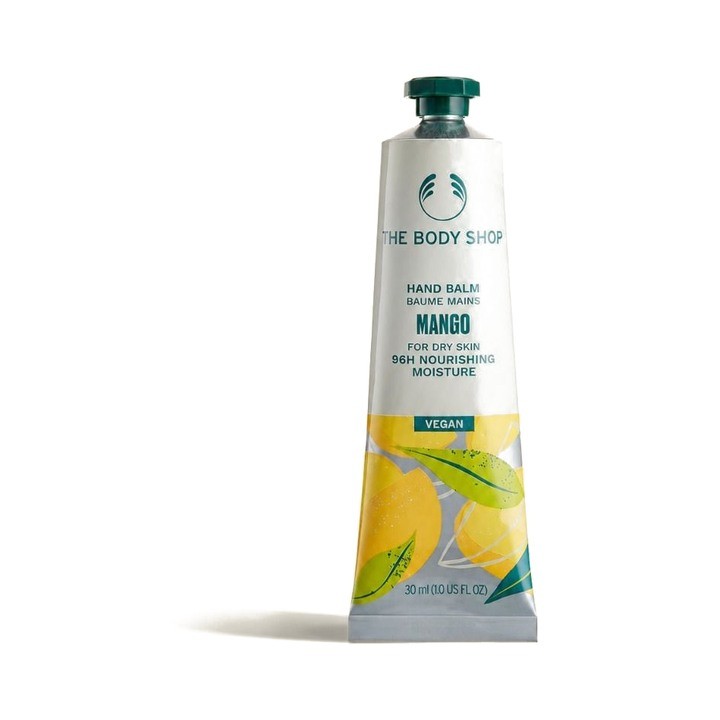 THE BODY SHOP
HAND BALM
BAUME MAINS
MANGO
FOR DRY SKIN
96H NOURISHING
MOISTURE
VEGAN
30 ml (1.0 US FL OZ)